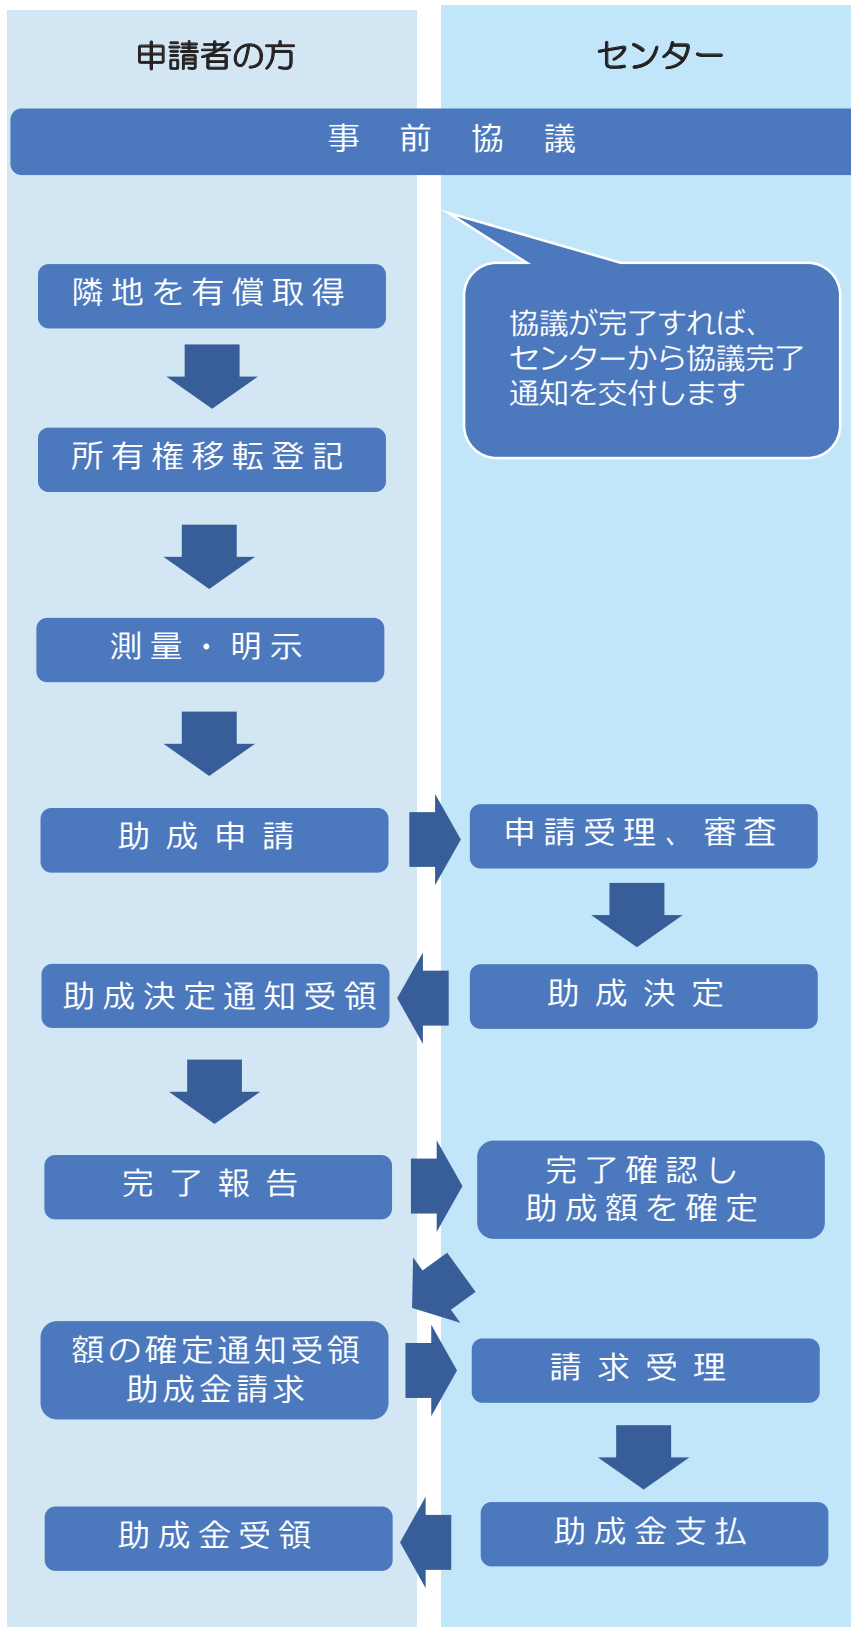 申請者の方
センター
事前協議
協議が完了すれば、
センターから協議完了
通知を交付します
隣地を有償取得
所有権移転登記
測量・明示
助成申請
申請受理、審査
助成決定
助成決定通知受領
完了報告
完了確認し
助成額を確定
額の確定通知受領
助成金請求
請求受理
助成金支払
助成金受領